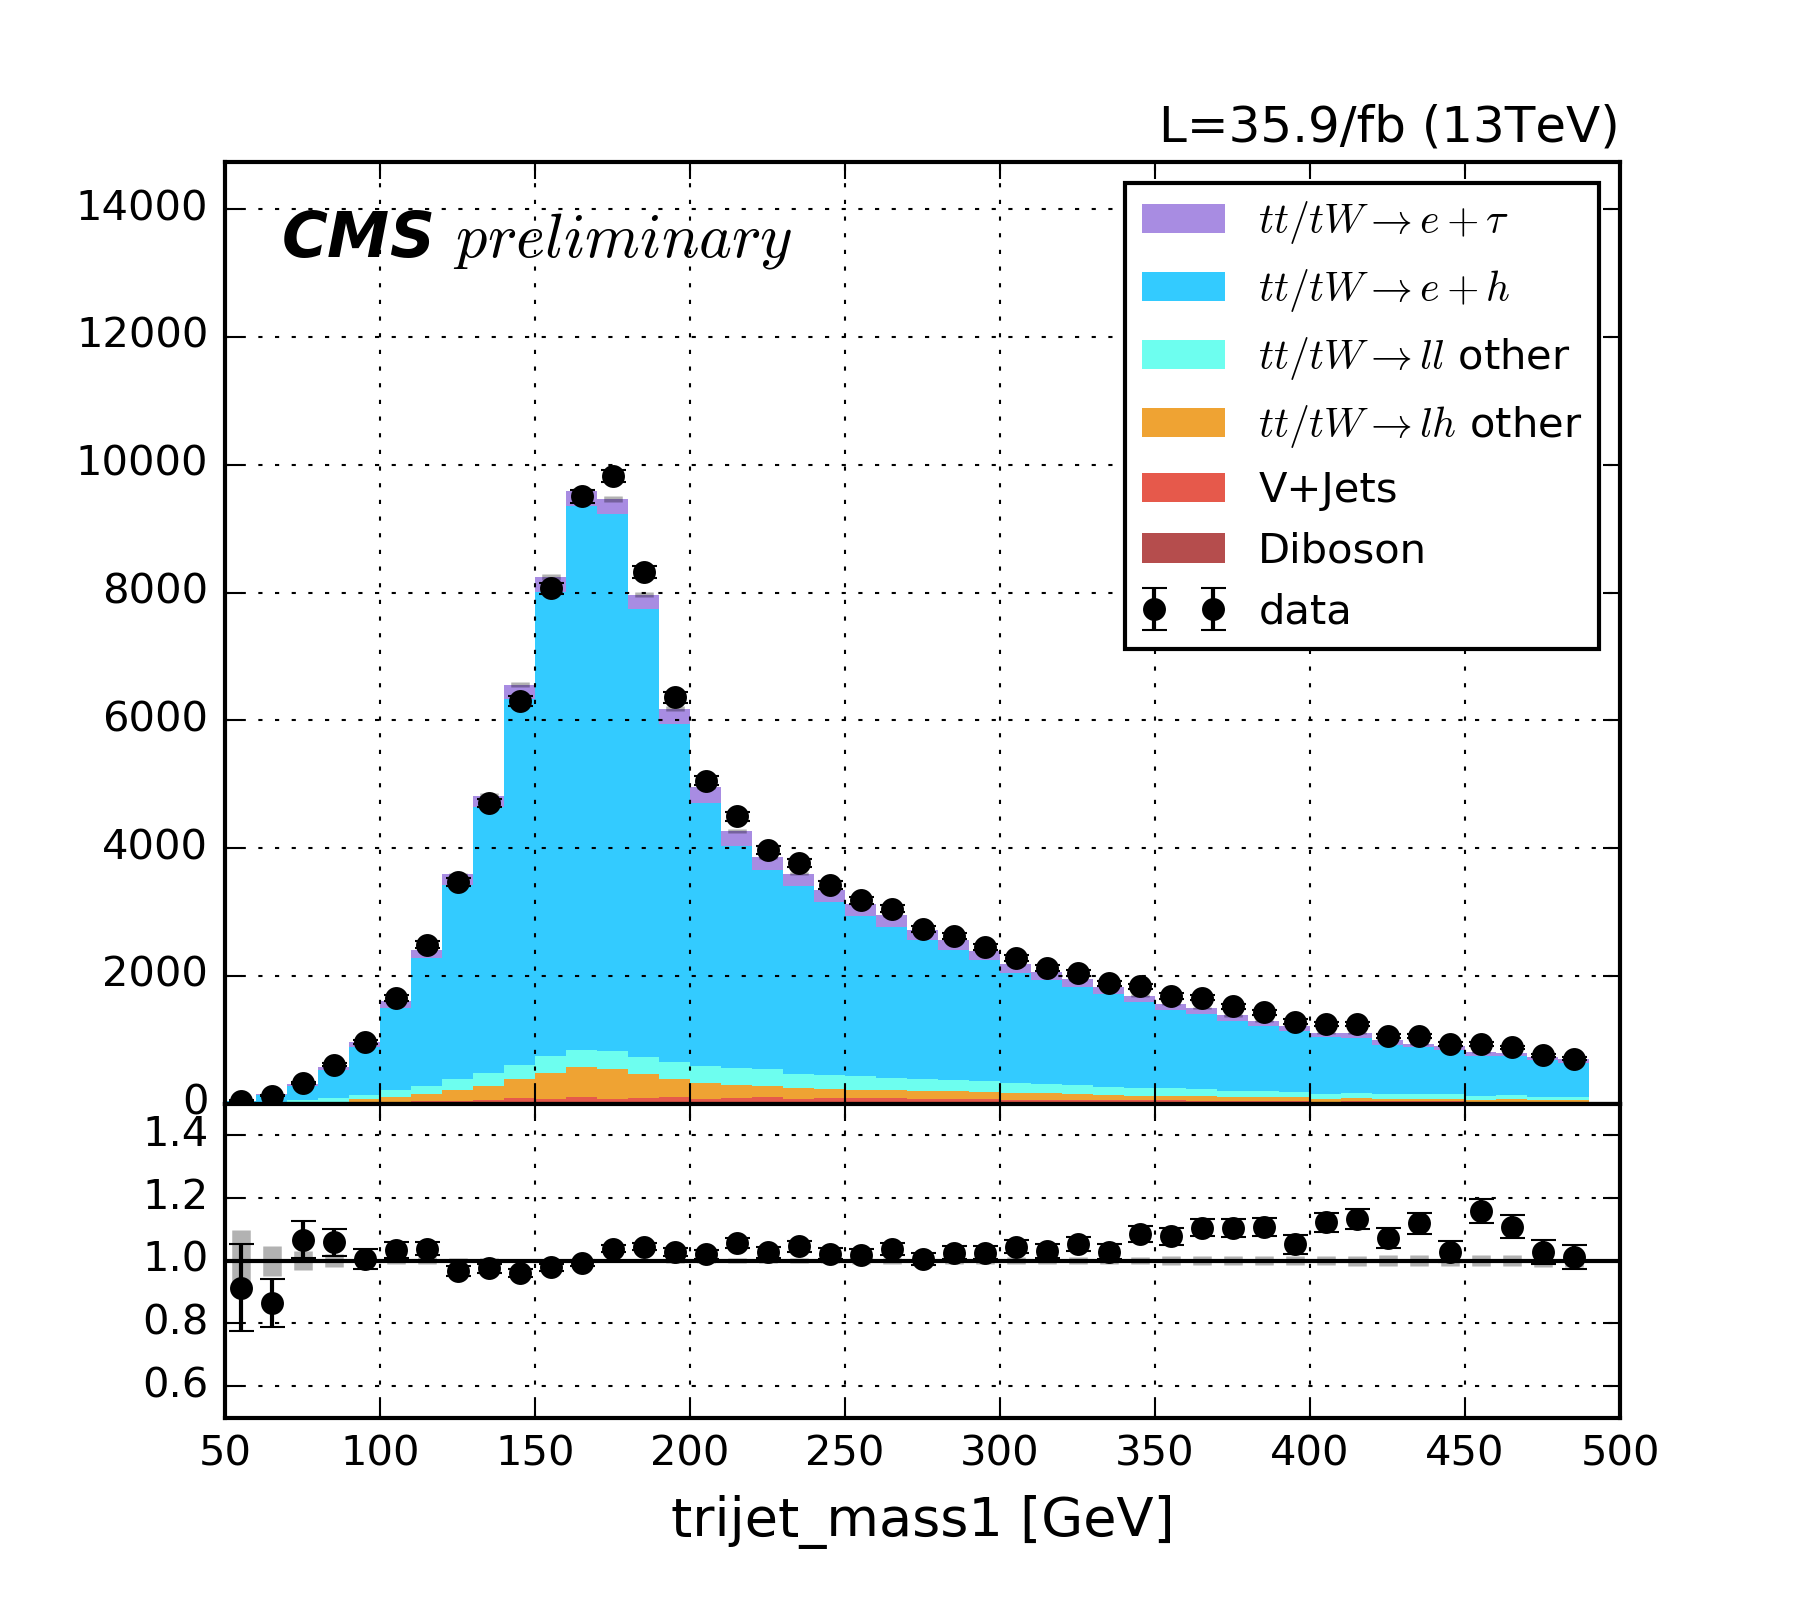 L=35.9/fb (13TeV)
14000
CMS preliminary
12000
10000
8000
6000
4000
2000
0
tt/tW → e + τ
tt/tW → e + h
tt/tW → ll other
tt/tW → lh other
V+Jets
Diboson
data
1.4
1.2
1.0
0.8
0.6
50 100 150 200 250 300 350 400 450 500
trijet_mass1 [GeV]